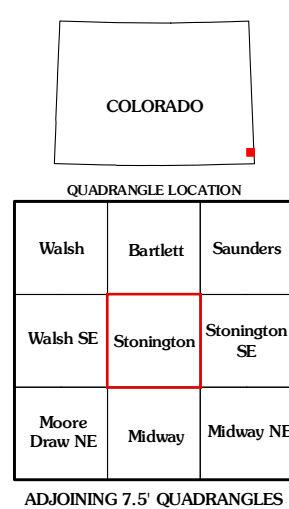 COLORADO
QUADRANGLE LOCATION
Walsh Bartlett Saunders
Walsh SE Stonington Stonington
SE
Moore
Draw NE Midway Midway NE
ADJOINING 7.5' QUADRANGLES